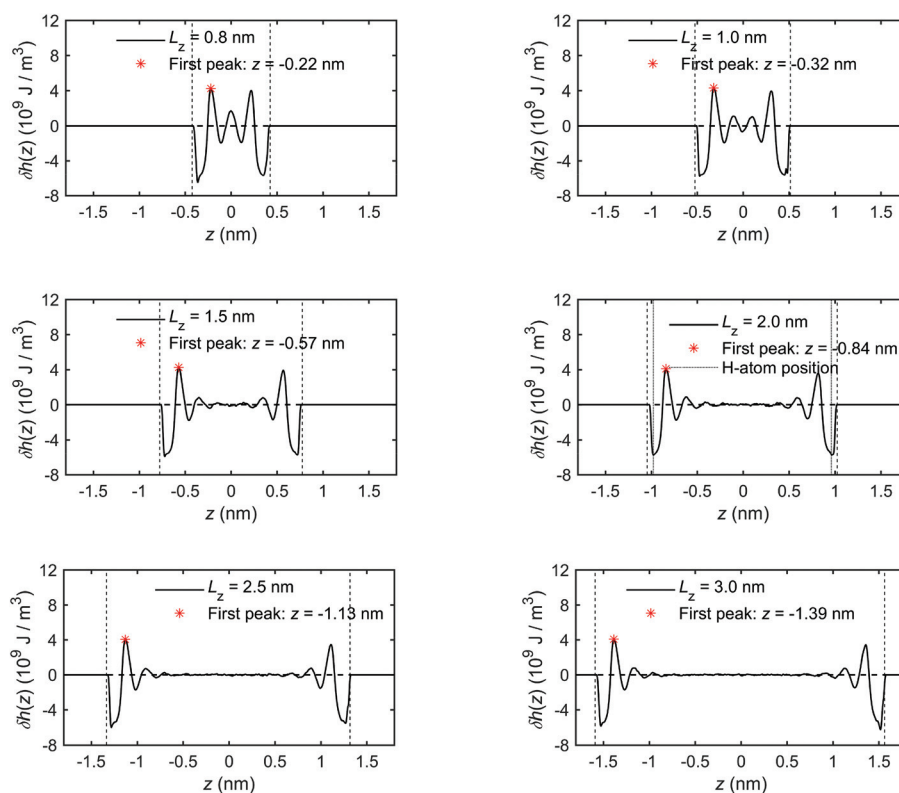 12
8
4
0
-4
-8
δh(z) (10^9 J / m^3)
L_z = 0.8 nm
First peak: z = -0.22 nm
-1.5 -1 -0.5 0 0.5 1 1.5
z (nm)
12
8
4
0
-4
-8
δh(z) (10^9 J / m^3)
L_z = 1.0 nm
First peak: z = -0.32 nm
-1.5 -1 -0.5 0 0.5 1 1.5
z (nm)
12
8
4
0
-4
-8
δh(z) (10^9 J / m^3)
L_z = 1.5 nm
First peak: z = -0.57 nm
-1.5 -1 -0.5 0 0.5 1 1.5
z (nm)
12
8
4
0
-4
-8
δh(z) (10^9 J / m^3)
L_z = 2.0 nm
First peak: z = -0.84 nm
H-atom position
-1.5 -1 -0.5 0 0.5 1 1.5
z (nm)
12
8
4
0
-4
-8
δh(z) (10^9 J / m^3)
L_z = 2.5 nm
First peak: z = -1.13 nm
-1.5 -1 -0.5 0 0.5 1 1.5
z (nm)
12
8
4
0
-4
-8
δh(z) (10^9 J / m^3)
L_z = 3.0 nm
First peak: z = -1.39 nm
-1.5 -1 -0.5 0 0.5 1 1.5
z (nm)